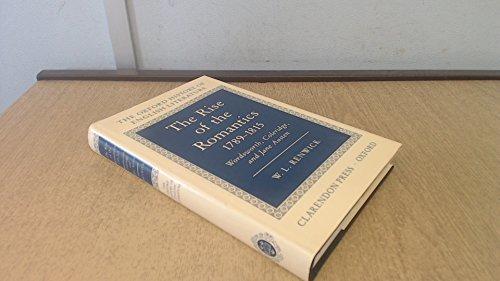 THE OXFORD HISTORY OF
ENGLISH LITERATURE
The Rise
of the
Romantics
1789-1815
Wordsworth, Coleridge,
and Jane Austen
W. L. RENWICK
CLARENDON PRESS · OXFORD